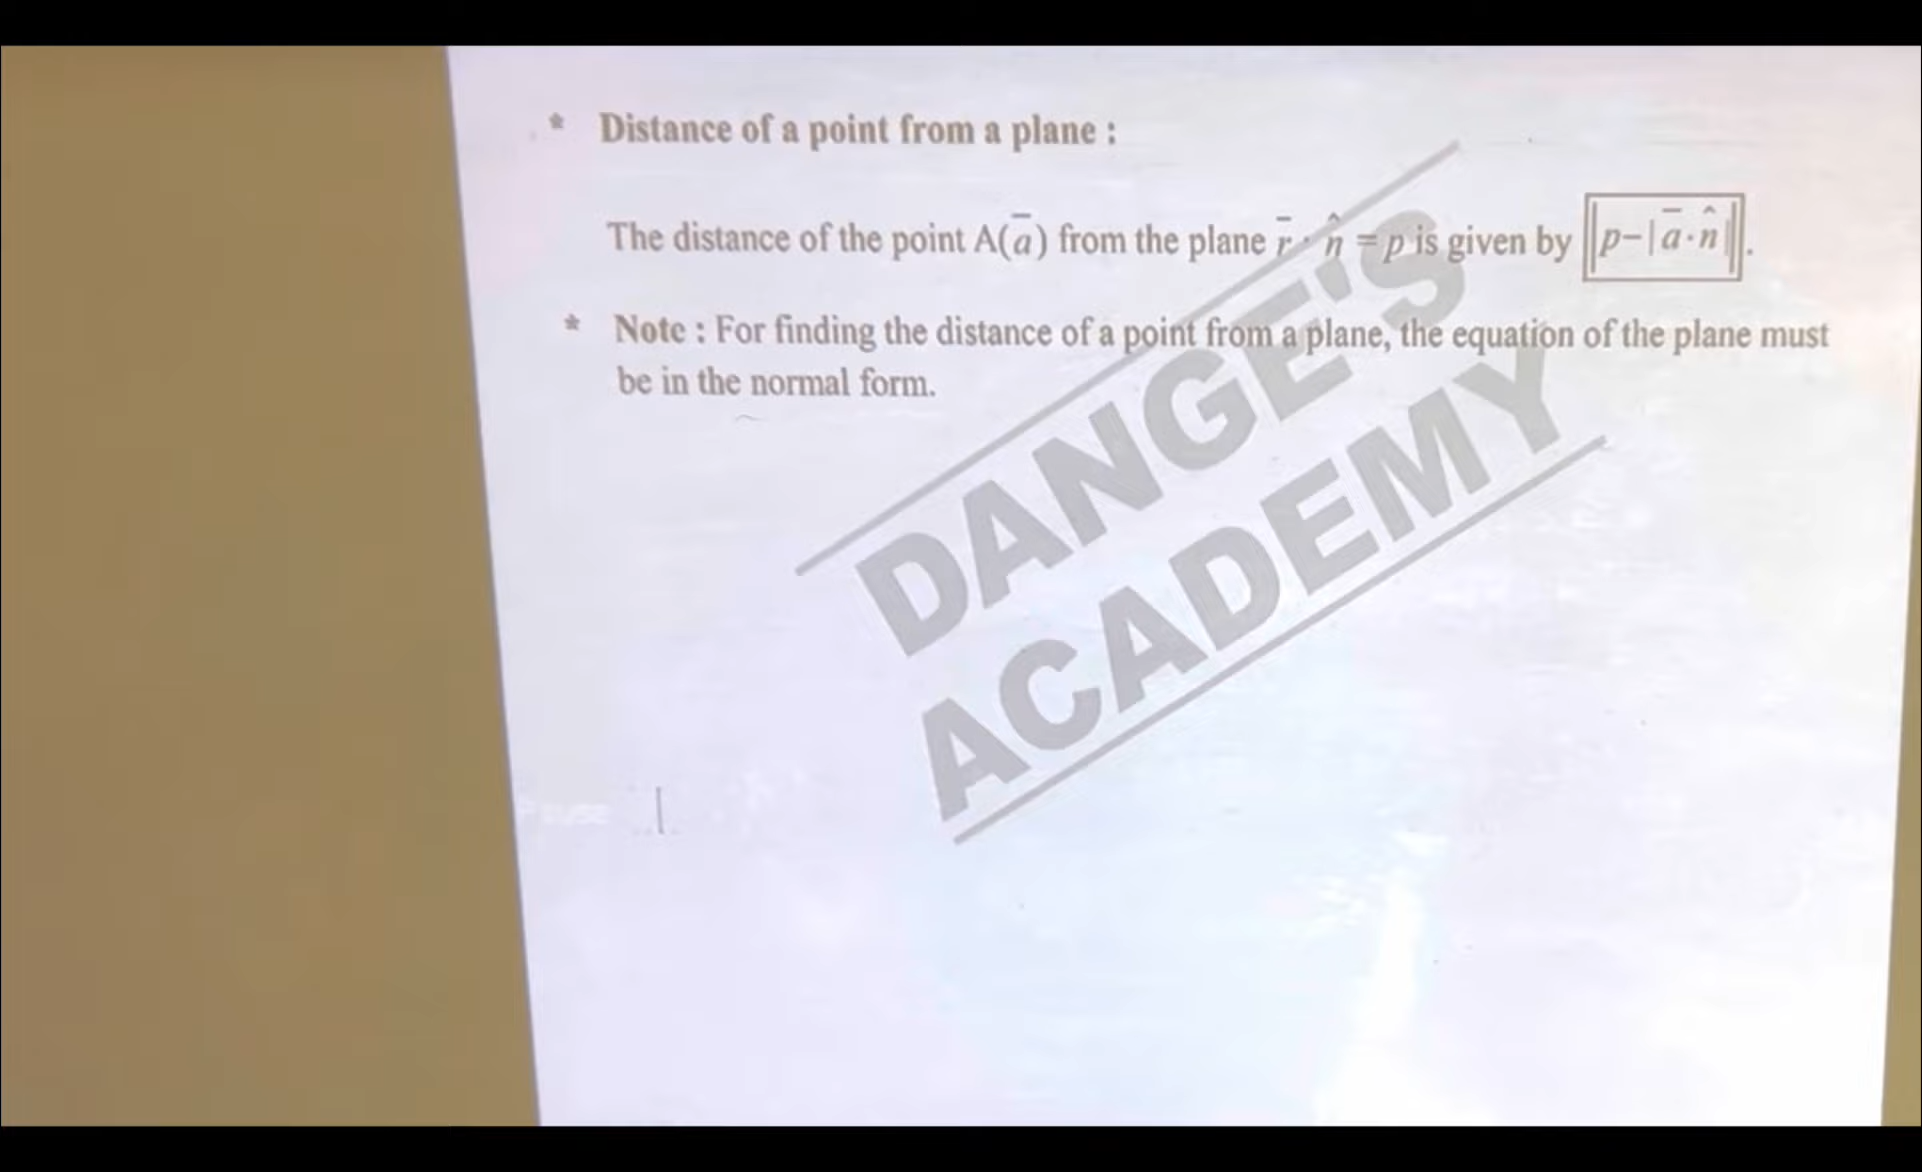 * Distance of a point from a plane :
The distance of the point A(a̅) from the plane r̅ · n̂ = p is given by ||p–|a̅·n̂||.
* Note : For finding the distance of a point from a plane, the equation of the plane must
be in the normal form.
DANGE'S
ACADEMY